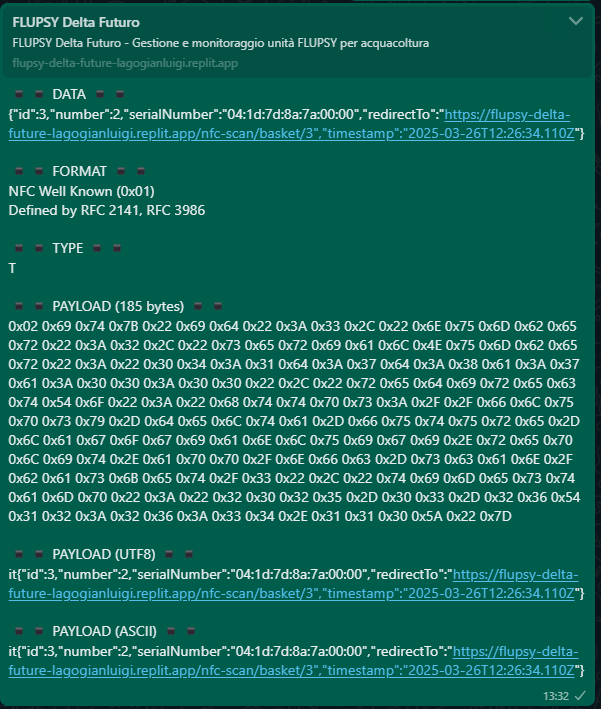 FLUPSY Delta Futuro
FLUPSY Delta Futuro - Gestione e monitoraggio unità FLUPSY per acquacoltura
flupsy-delta-future-lagogianluigi.replit.app
DATA
{"id":3,"number":2,"serialNumber":"04:1d:7d:8a:7a:00:00","redirectTo":"https://flupsy-delta-
future-lagogianluigi.replit.app/nfc-scan/basket/3","timestamp":"2025-03-26T12:26:34.110Z"}
FORMAT
NFC Well Known (0x01)
Defined by RFC 2141, RFC 3986
TYPE
T
PAYLOAD (185 bytes)
0x02 0x69 0x74 0x7B 0x22 0x69 0x64 0x22 0x3A 0x33 0x2C 0x22 0x6E 0x75 0x6D 0x62 0x65
0x72 0x22 0x3A 0x32 0x2C 0x22 0x73 0x65 0x72 0x69 0x61 0x6C 0x4E 0x75 0x6D 0x62 0x65
0x72 0x22 0x3A 0x22 0x30 0x34 0x3A 0x31 0x64 0x3A 0x37 0x64 0x3A 0x38 0x61 0x3A 0x37
0x61 0x3A 0x30 0x30 0x3A 0x30 0x30 0x22 0x2C 0x22 0x72 0x65 0x64 0x69 0x72 0x65 0x63
0x74 0x54 0x6F 0x22 0x3A 0x22 0x68 0x74 0x74 0x70 0x73 0x3A 0x2F 0x2F 0x66 0x6C 0x75
0x70 0x73 0x79 0x2D 0x64 0x65 0x6C 0x74 0x61 0x2D 0x66 0x75 0x74 0x75 0x72 0x65 0x2D
0x6C 0x61 0x67 0x6F 0x67 0x69 0x61 0x6E 0x6C 0x75 0x69 0x67 0x69 0x2E 0x72 0x65 0x70
0x6C 0x69 0x74 0x2E 0x61 0x70 0x70 0x2F 0x6E 0x66 0x63 0x2D 0x73 0x63 0x61 0x6E 0x2F
0x62 0x61 0x73 0x6B 0x65 0x74 0x2F 0x33 0x22 0x2C 0x22 0x74 0x69 0x6D 0x65 0x73 0x74
0x61 0x6D 0x70 0x22 0x3A 0x22 0x32 0x30 0x32 0x35 0x2D 0x30 0x33 0x2D 0x32 0x36 0x54
0x31 0x32 0x3A 0x32 0x36 0x3A 0x33 0x34 0x2E 0x31 0x31 0x30 0x5A 0x22 0x7D
PAYLOAD (UTF8)
it{"id":3,"number":2,"serialNumber":"04:1d:7d:8a:7a:00:00","redirectTo":"https://flupsy-delta-
future-lagogianluigi.replit.app/nfc-scan/basket/3","timestamp":"2025-03-26T12:26:34.110Z"}
PAYLOAD (ASCII)
it{"id":3,"number":2,"serialNumber":"04:1d:7d:8a:7a:00:00","redirectTo":"https://flupsy-delta-
future-lagogianluigi.replit.app/nfc-scan/basket/3","timestamp":"2025-03-26T12:26:34.110Z"}
13:32